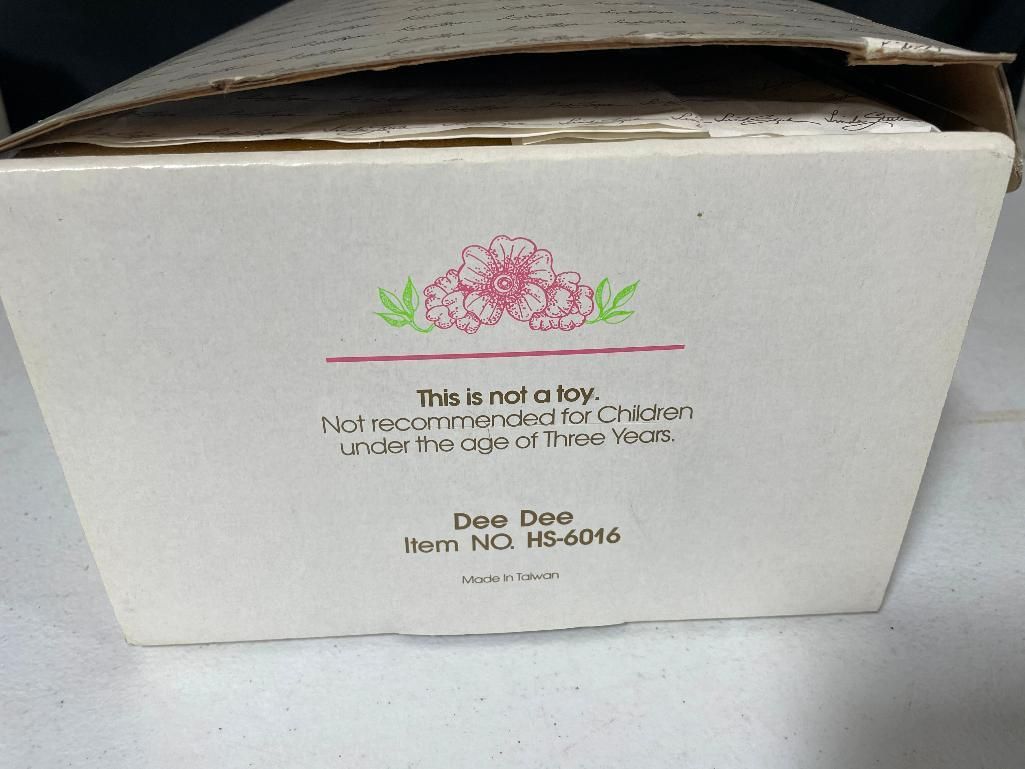 This is not a toy.
Not recommended for Children
under the age of Three Years.
Dee Dee
Item NO. HS-6016
Made In Taiwan